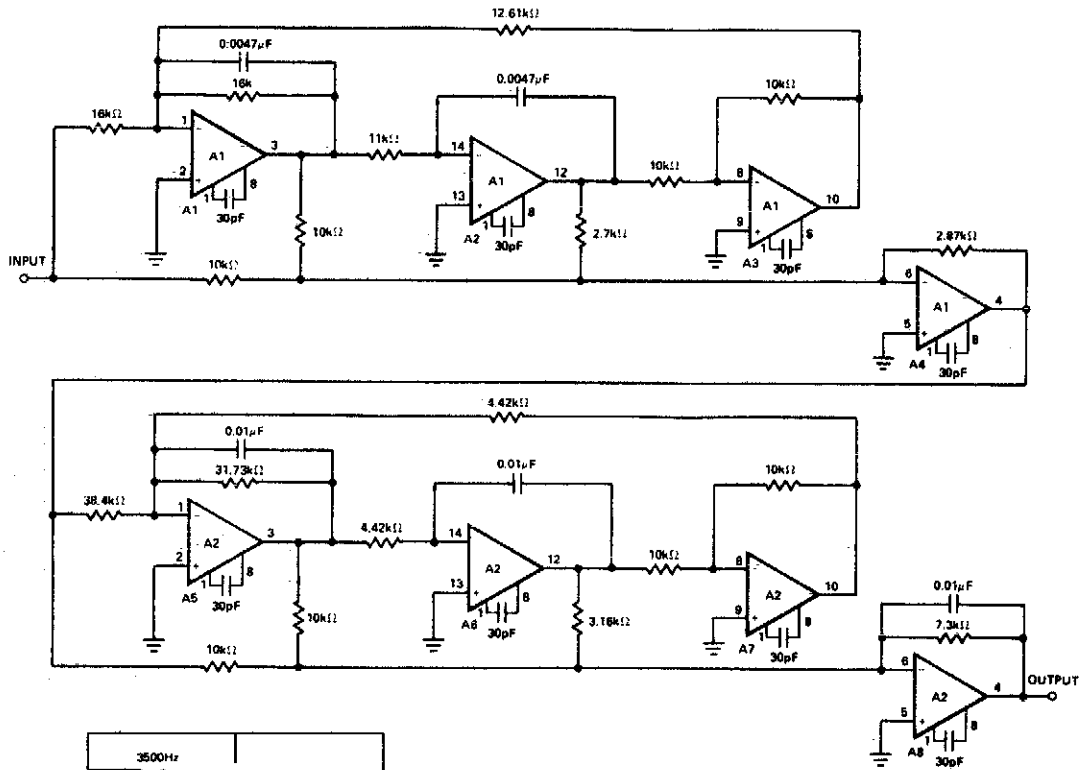 12.61kΩ
0.0047µF
16k
0.0047µF
10kΩ
16kΩ
1
2
A1
3
8
1
A1
30pF
11kΩ
14
13
A1
12
8
1
A2
30pF
10kΩ
8
9
A1
10
S
1
A3
30pF
10kΩ
2.7kΩ
2.87kΩ
INPUT
10kΩ
6
5
A1
4
8
1
A4
30pF
4.42kΩ
0.01µF
31.73kΩ
0.01µF
10kΩ
38.4kΩ
1
2
A2
3
8
1
A5
30pF
4.42kΩ
14
13
A2
12
8
1
A6
30pF
10kΩ
8
9
A2
10
8
1
A7
30pF
10kΩ
3.16kΩ
0.01µF
7.3kΩ
10kΩ
6
5
A2
4
OUTPUT
8
1
A8
30pF
3500Hz